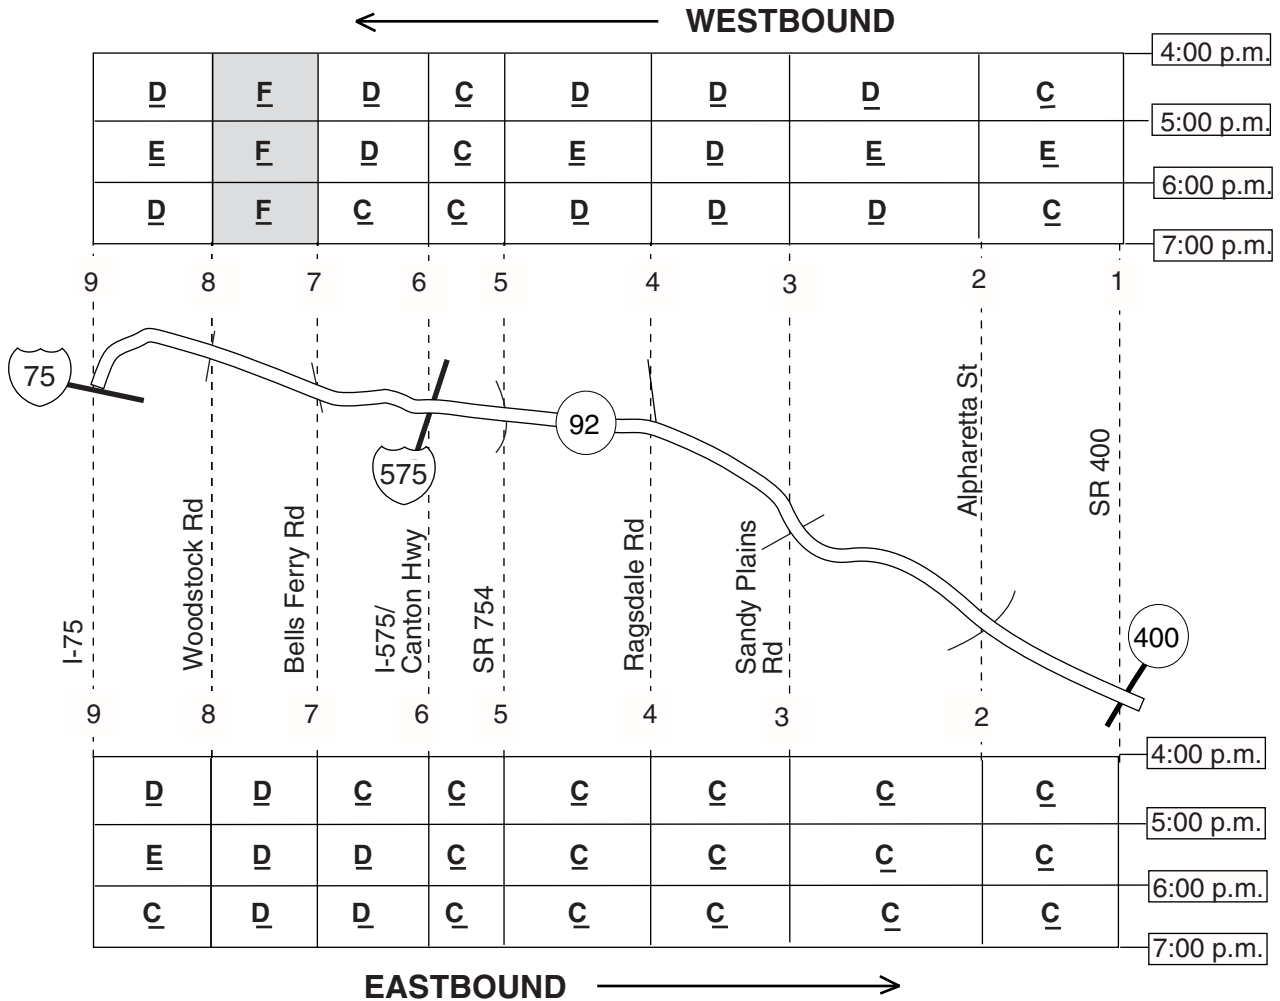 WESTBOUND
4:00 p.m.
D F D C D D D C
5:00 p.m.
E F D C E D E E
6:00 p.m.
D F C C D D D C
7:00 p.m.
9 8 7 6 5 4 3 2 1
75
575
92
400
I-75
Woodstock Rd
Bells Ferry Rd
I-575/
Canton Hwy
SR 754
Ragsdale Rd
Sandy Plains
Rd
Alpharetta St
SR 400
9 8 7 6 5 4 3 2
4:00 p.m.
D D C C C C C C
5:00 p.m.
E D D C C C C C
6:00 p.m.
C D D C C C C C
7:00 p.m.
EASTBOUND